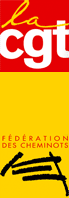 la
cgt
FÉDÉRATION
DES CHEMINOTS